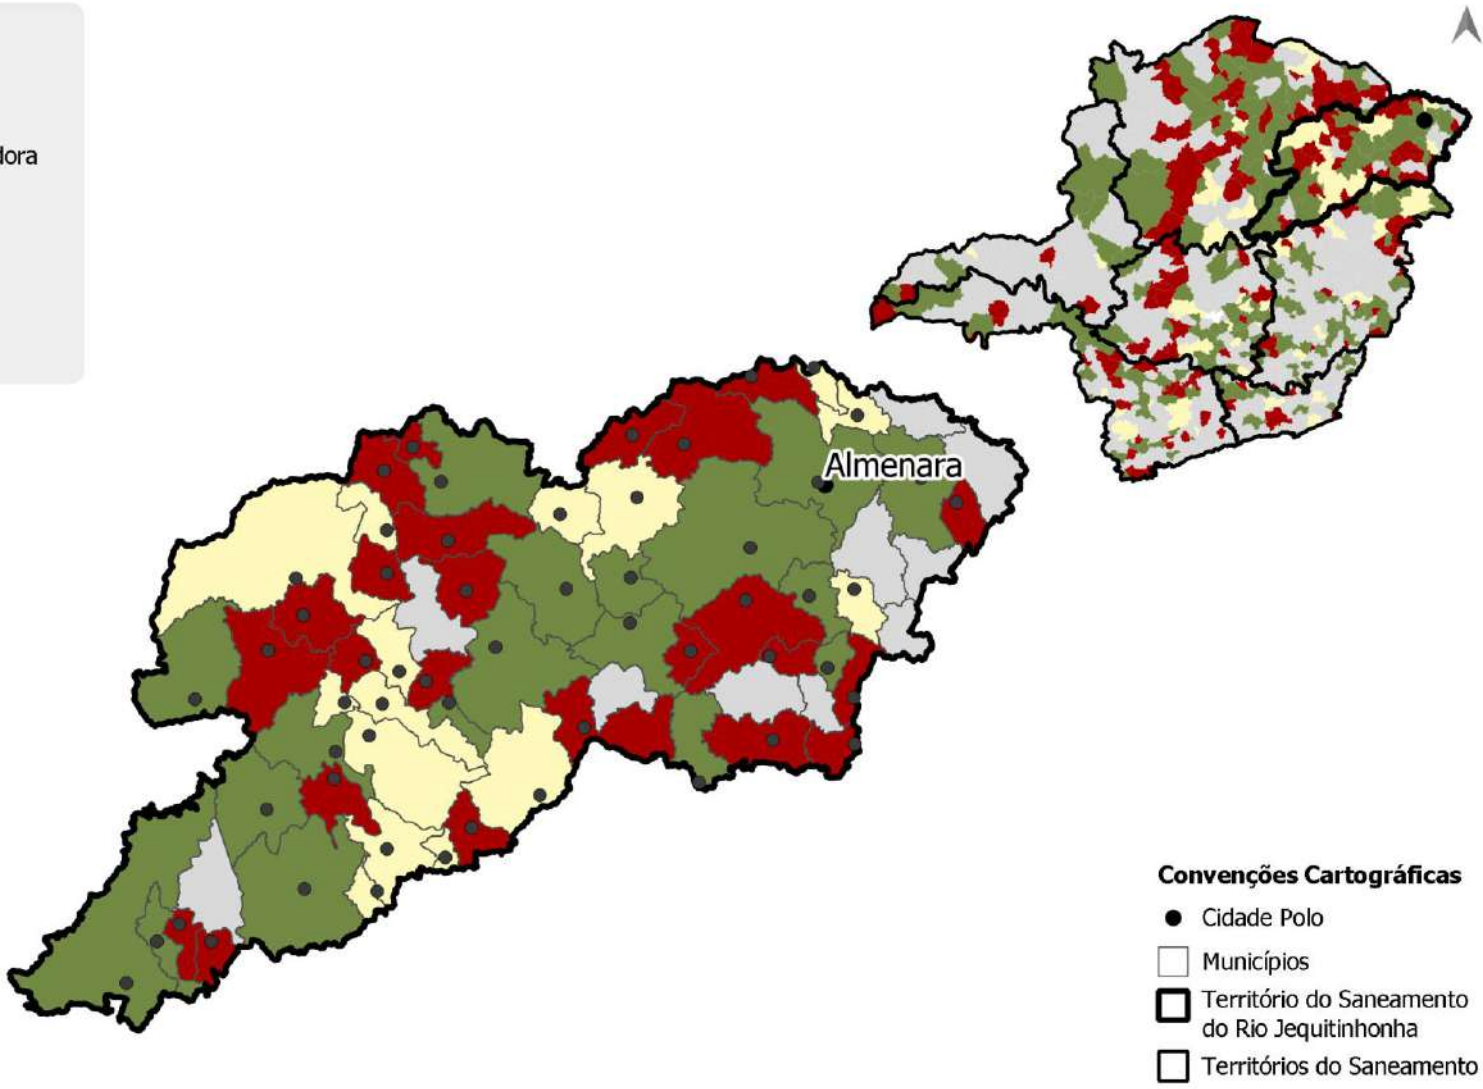 dora
Almenara
Convenções Cartográficas
Cidade Polo
Municípios
Território do Saneamento
do Rio Jequitinhonha
Territórios do Saneamento